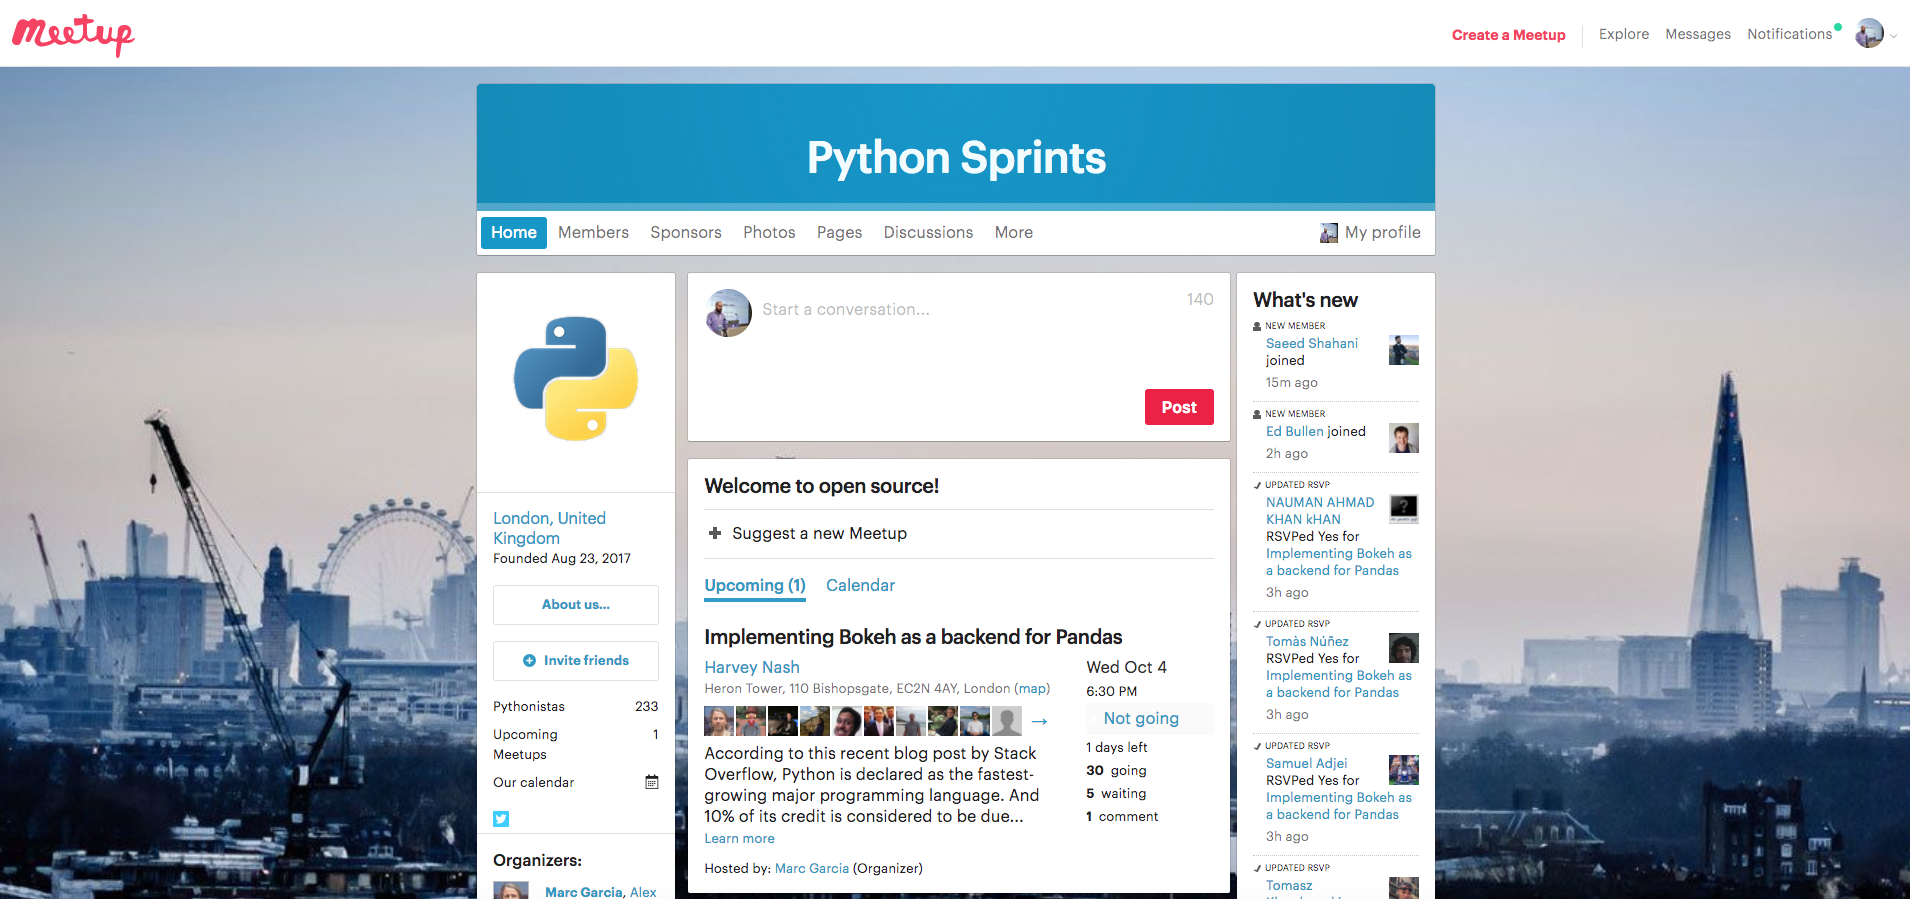 Meetup
Create a Meetup
Explore
Messages
Notifications
Python Sprints
Home
Members
Sponsors
Photos
Pages
Discussions
More
My profile
London, United
Kingdom
Founded Aug 23, 2017
About us...
Invite friends
Pythonistas 233
Upcoming 1
Meetups
Our calendar
Organizers:
Marc Garcia, Alex
Start a conversation...
140
Post
Welcome to open source!
Suggest a new Meetup
Upcoming (1)
Calendar
Implementing Bokeh as a backend for Pandas
Harvey Nash
Heron Tower, 110 Bishopsgate, EC2N 4AY, London (map)
According to this recent blog post by Stack
Overflow, Python is declared as the fastest-
growing major programming language. And
10% of its credit is considered to be due...
Learn more
Hosted by: Marc Garcia (Organizer)
Wed Oct 4
6:30 PM
Not going
1 days left
30 going
5 waiting
1 comment
What's new
NEW MEMBER
Saeed Shahani
joined
15m ago
NEW MEMBER
Ed Bullen joined
2h ago
UPDATED RSVP
NAUMAN AHMAD
KHAN kHAN
RSVPed Yes for
Implementing Bokeh as
a backend for Pandas
3h ago
UPDATED RSVP
Tomàs Núñez
RSVPed Yes for
Implementing Bokeh as
a backend for Pandas
3h ago
UPDATED RSVP
Samuel Adjei
RSVPed Yes for
Implementing Bokeh as
a backend for Pandas
3h ago
UPDATED RSVP
Tomasz